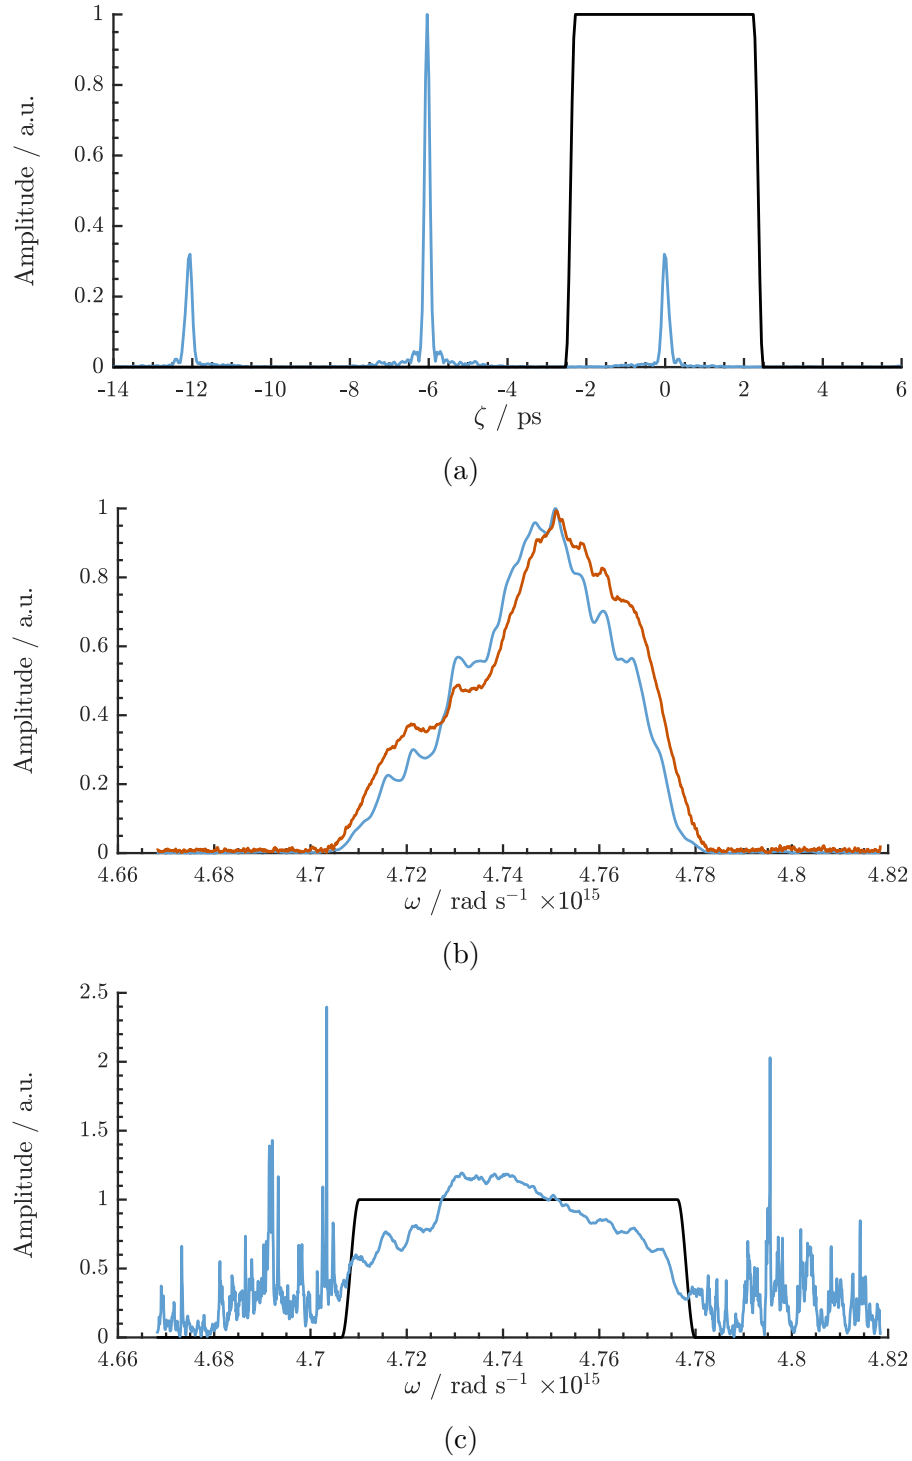 1
0.8
0.6
0.4
0.2
0
Amplitude / a.u.
-14 -12 -10 -8 -6 -4 -2 0 2 4 6
ζ / ps
(a)
1
0.8
0.6
0.4
0.2
0
Amplitude / a.u.
4.66 4.68 4.7 4.72 4.74 4.76 4.78 4.8 4.82
ω / rad s⁻¹ ×10¹⁵
(b)
2.5
2
1.5
1
0.5
0
Amplitude / a.u.
4.66 4.68 4.7 4.72 4.74 4.76 4.78 4.8 4.82
ω / rad s⁻¹ ×10¹⁵
(c)